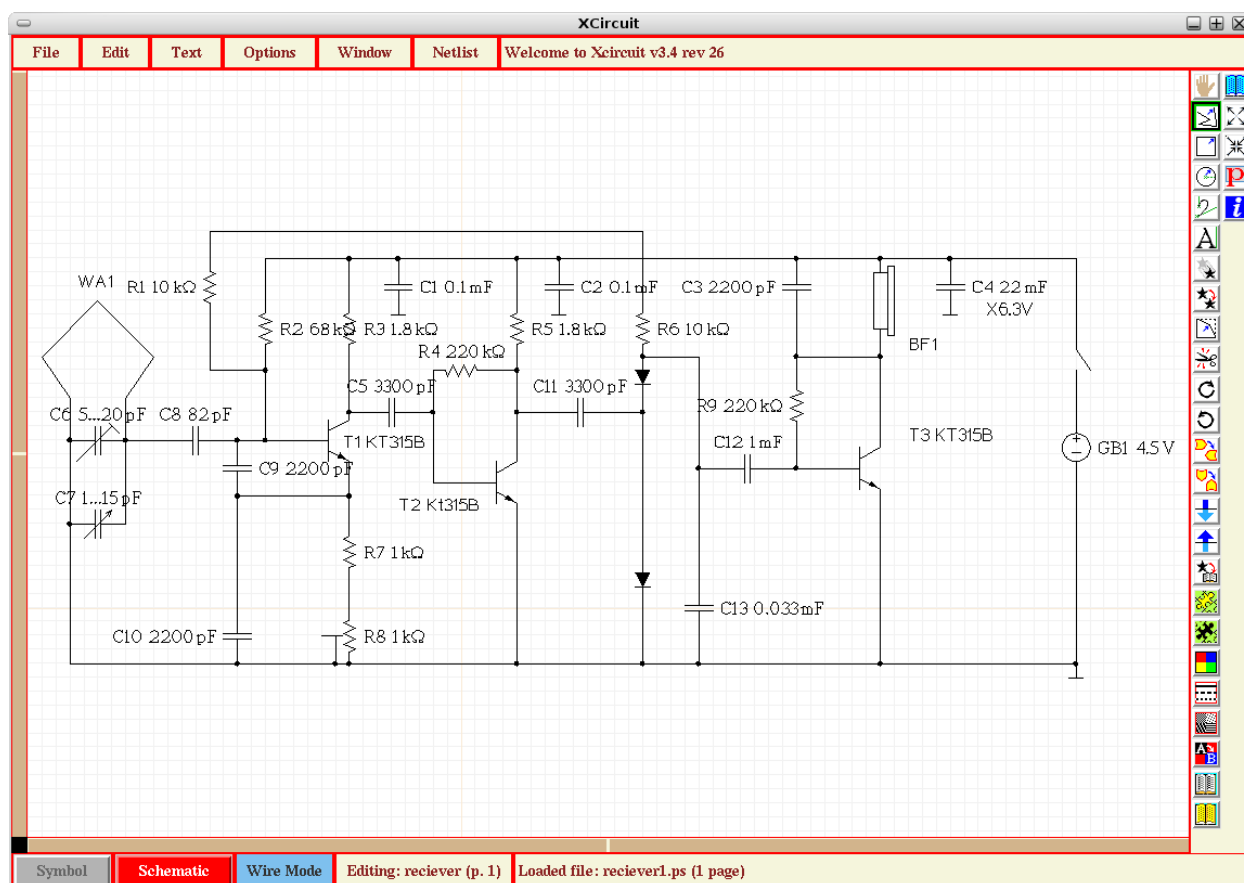 XCircuit
File Edit Text Options Window Netlist Welcome to Xcircuit v3.4 rev 26
WA1
R1 10 kΩ
C1 0.1mF
C2 0.1mF
C3 2200 pF
C4 22 mF
X6.3V
R2 68 kΩ
R3 1.8 kΩ
R5 1.8 kΩ
R6 10 kΩ
BF1
R4 220 kΩ
C5 3300 pF
C11 3300 pF
R9 220 kΩ
C6 5...20 pF
C8 82 pF
T1 KT315B
C12 1 mF
T3 KT315B
GB1 4.5 V
+
−
C9 2200 pF
C7 1...15 pF
T2 Kt315B
R7 1 kΩ
C13 0.033 mF
C10 2200 pF
R8 1 kΩ
A
p
i
A B
Symbol Schematic Wire Mode Editing: reciever (p. 1) Loaded file: reciever1.ps (1 page)